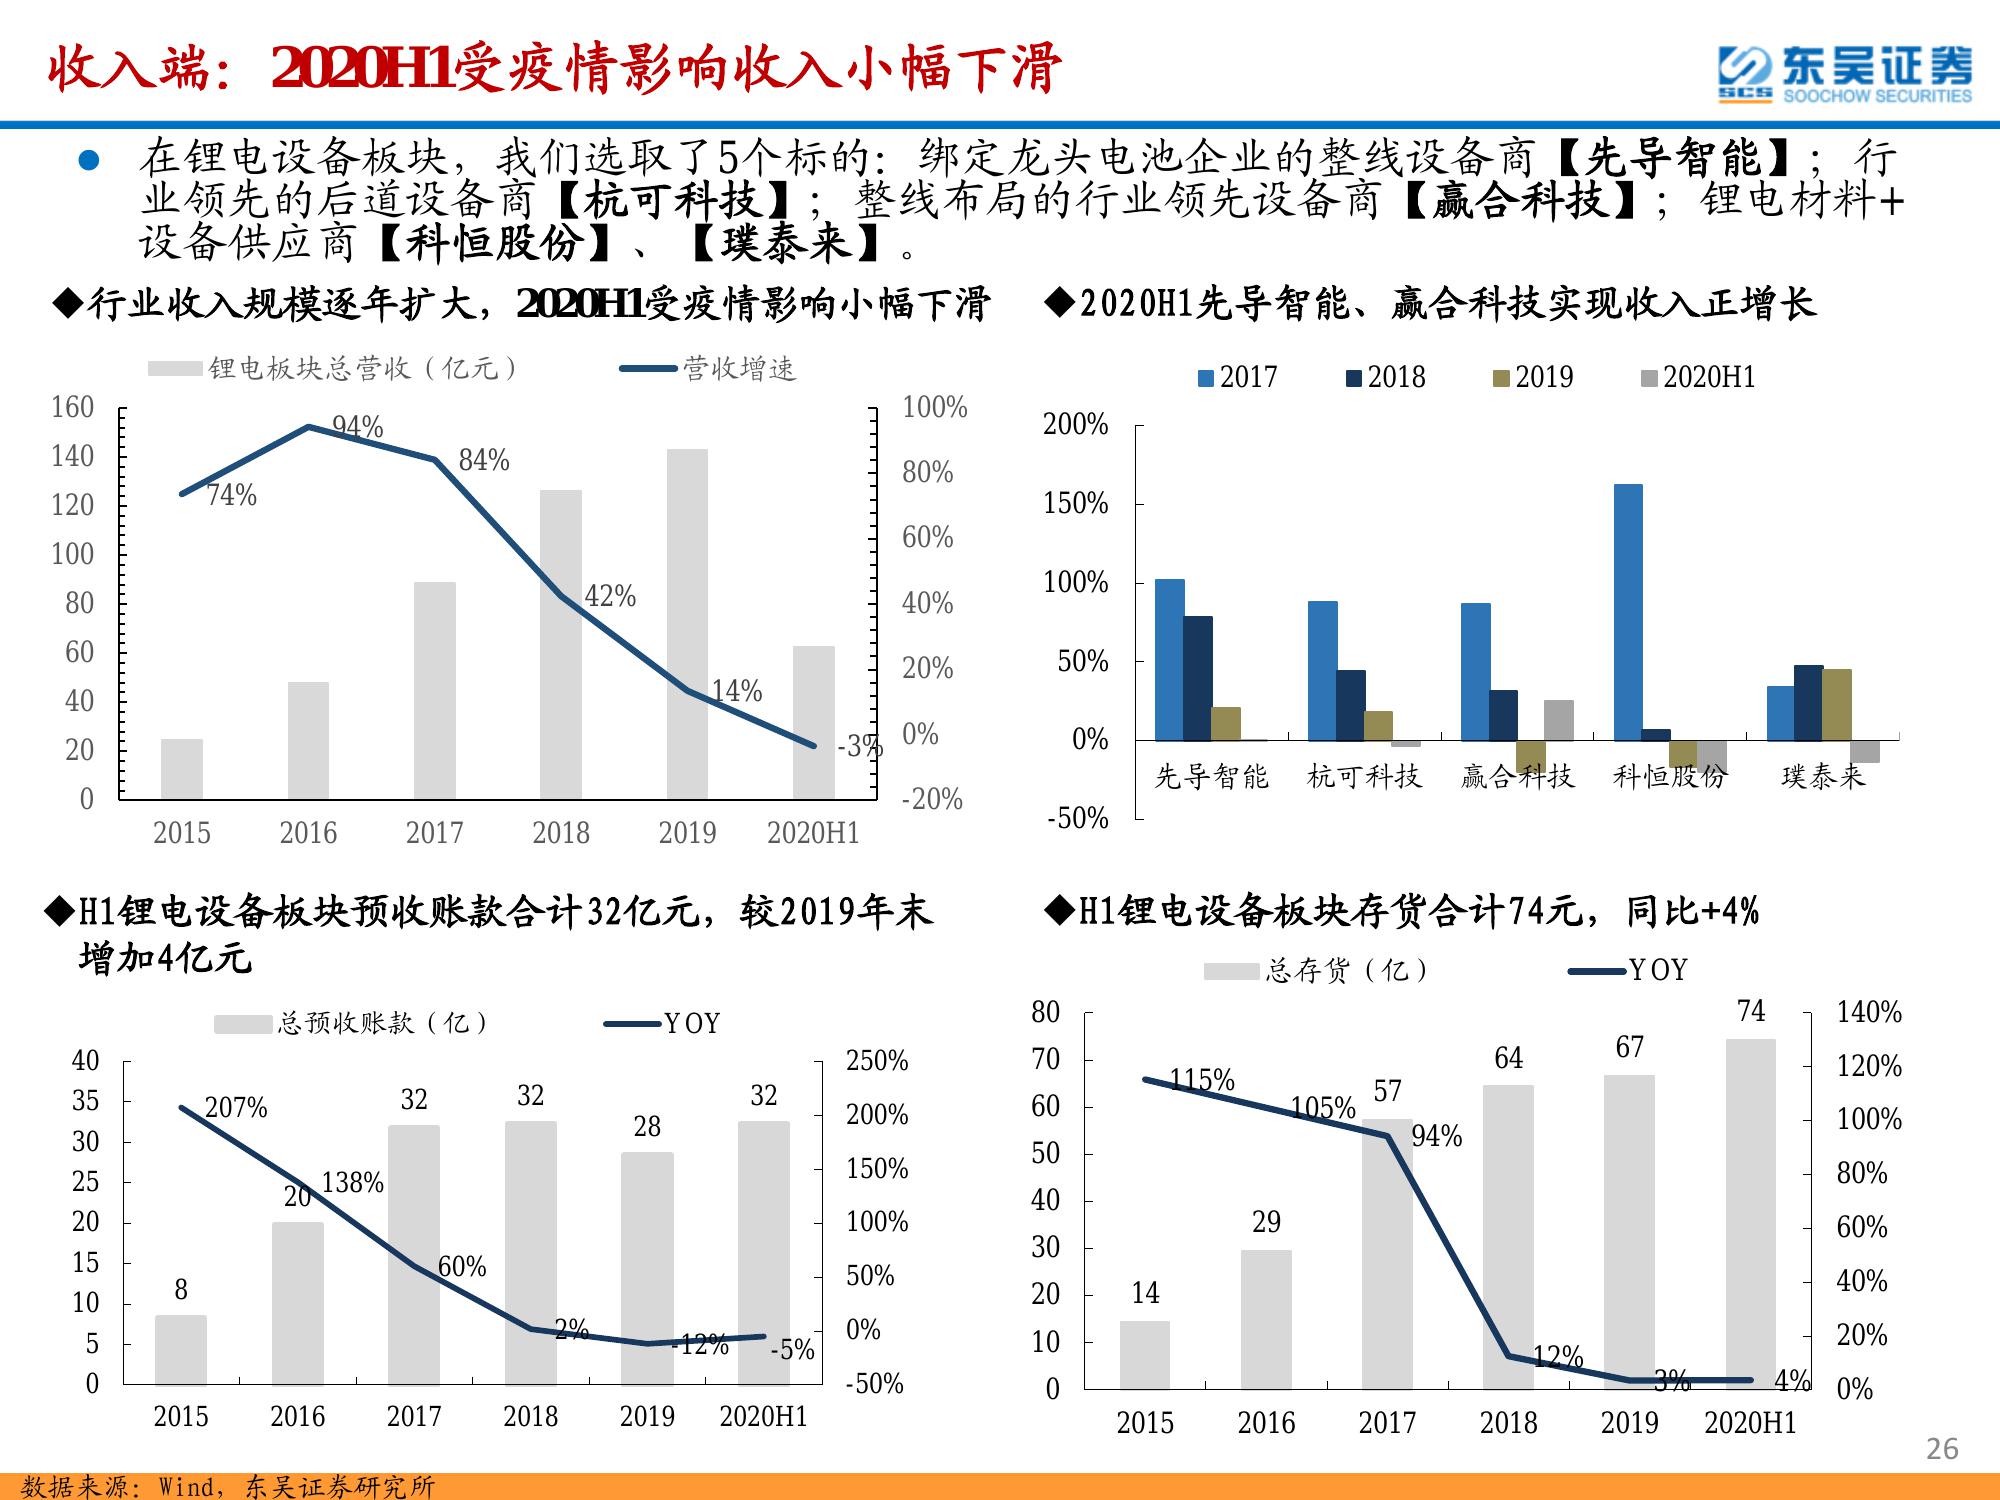 收入端：2020H1受疫情影响收入小幅下滑
东吴证券
SCS SOOCHOW SECURITIES
● 在锂电设备板块，我们选取了5个标的：绑定龙头电池企业的整线设备商【先导智能】；行
业领先的后道设备商【杭可科技】；整线布局的行业领先设备商【赢合科技】；锂电材料+
设备供应商【科恒股份】、【璞泰来】。
◆行业收入规模逐年扩大，2020H1受疫情影响小幅下滑
锂电板块总营收（亿元） 营收增速
160 100%
140 80%
120 60%
100 40%
80 20%
60 0%
40 -20%
20
0
94%
84%
74%
42%
14%
-3%
2015 2016 2017 2018 2019 2020H1
◆2020H1先导智能、赢合科技实现收入正增长
2017 2018 2019 2020H1
200%
150%
100%
50%
0%
-50%
先导智能 杭可科技 赢合科技 科恒股份 璞泰来
◆H1锂电设备板块预收账款合计32亿元，较2019年末
增加4亿元
总预收账款（亿） YOY
40 250%
35 200%
30 150%
25 100%
20 50%
15 0%
10 -50%
5
0
8 20 32 32 28 32
207% 138% 60% 2% -12% -5%
2015 2016 2017 2018 2019 2020H1
◆H1锂电设备板块存货合计74元，同比+4%
总存货（亿） YOY
80 140%
70 120%
60 100%
50 80%
40 60%
30 40%
20 20%
10 0%
0
14 29 57 64 67 74
115% 105% 94% 12% 3% 4%
2015 2016 2017 2018 2019 2020H1
26
数据来源：Wind，东吴证券研究所